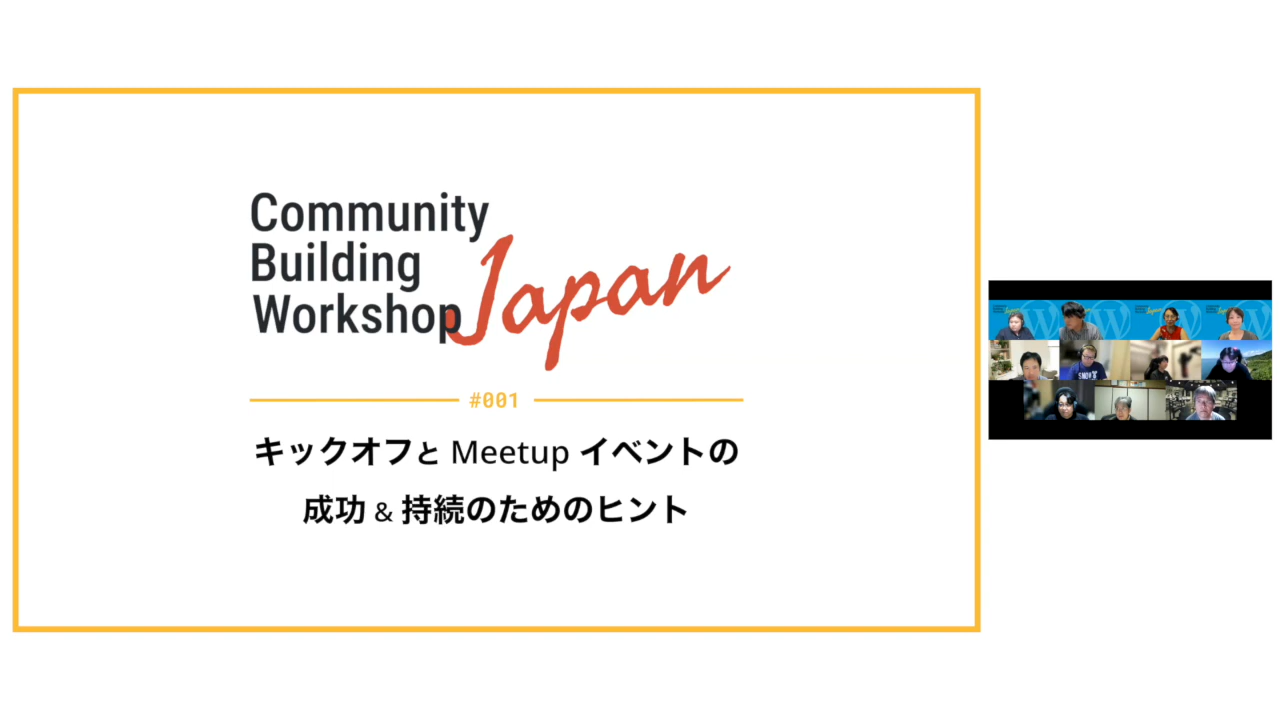 Community
Building
Workshop
Japan
#001
キックオフと Meetup イベントの
成功 & 持続のためのヒント